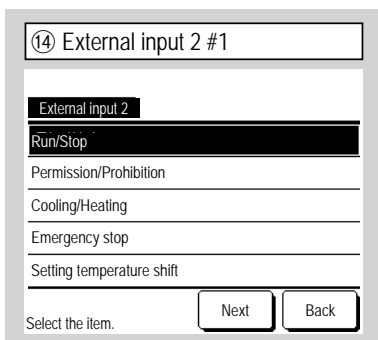 ⑭ External input 2 #1
External input 2
Run/Stop
Permission/Prohibition
Cooling/Heating
Emergency stop
Setting temperature shift
Select the item.
Next
Back